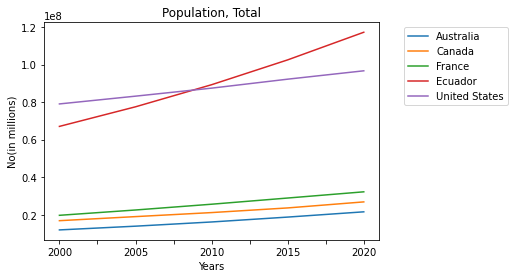 Population, Total
1e8
1.2
1.0
0.8
0.6
0.4
0.2
No(in millions)
2000
2005
2010
2015
2020
Years
Australia
Canada
France
Ecuador
United States